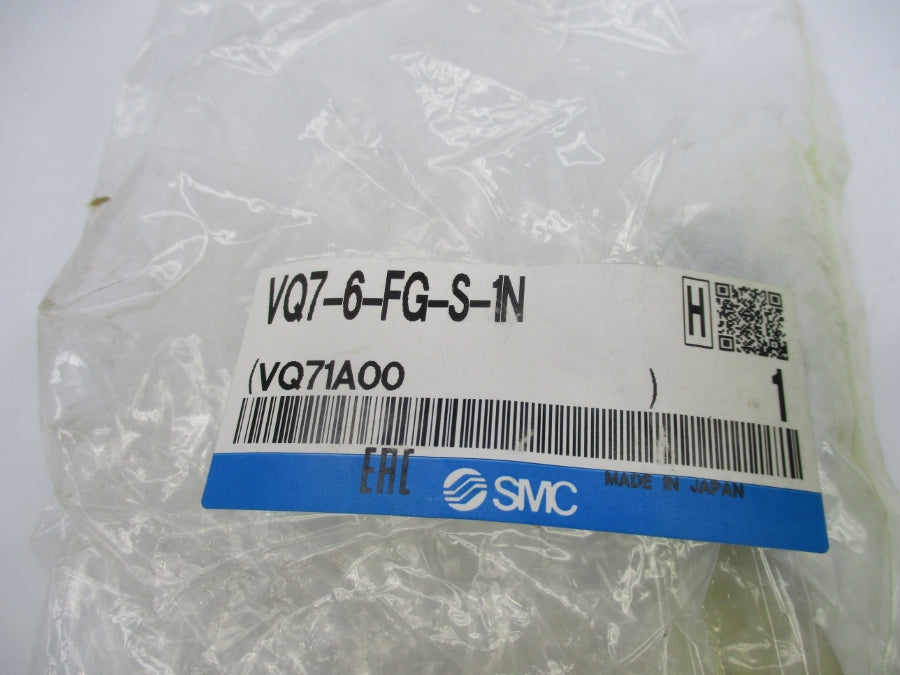 VQ7-6-FG-S-1N
H
(VQ71A00 ) 1
EAC SMC MADE IN JAPAN